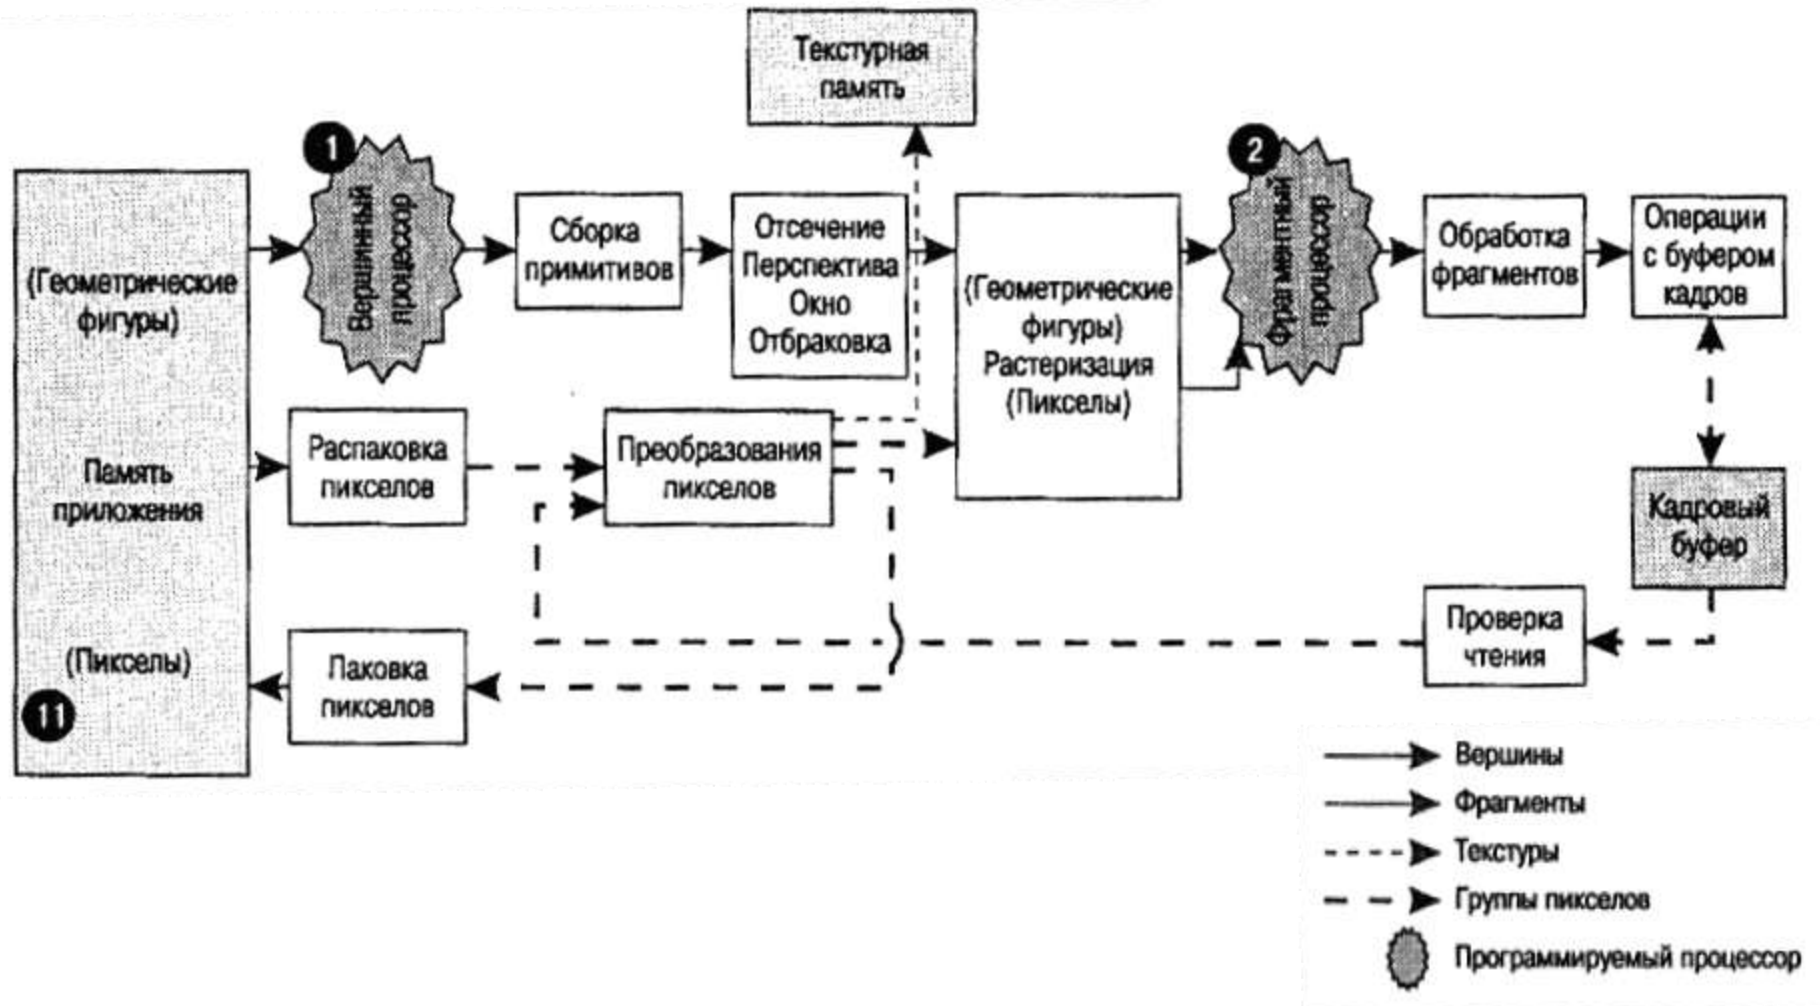 Текстурная
память
1
Вершинный
процессор
2
Фрагментный
процессор
Сборка
примитивов
Отсечение
Перспектива
Окно
Отбраковка
(Геометрические
фигуры)
Растеризация
(Пикселы)
Обработка
фрагментов
Операции
с буфером
кадров
(Геометрические
фигуры)
Память
приложения
(Пикселы)
11
Распаковка
пикселов
Преобразования
пикселов
Паковка
пикселов
Кадровый
буфер
Проверка
чтения
Вершины
Фрагменты
Текстуры
Группы пикселов
Программируемый процессор